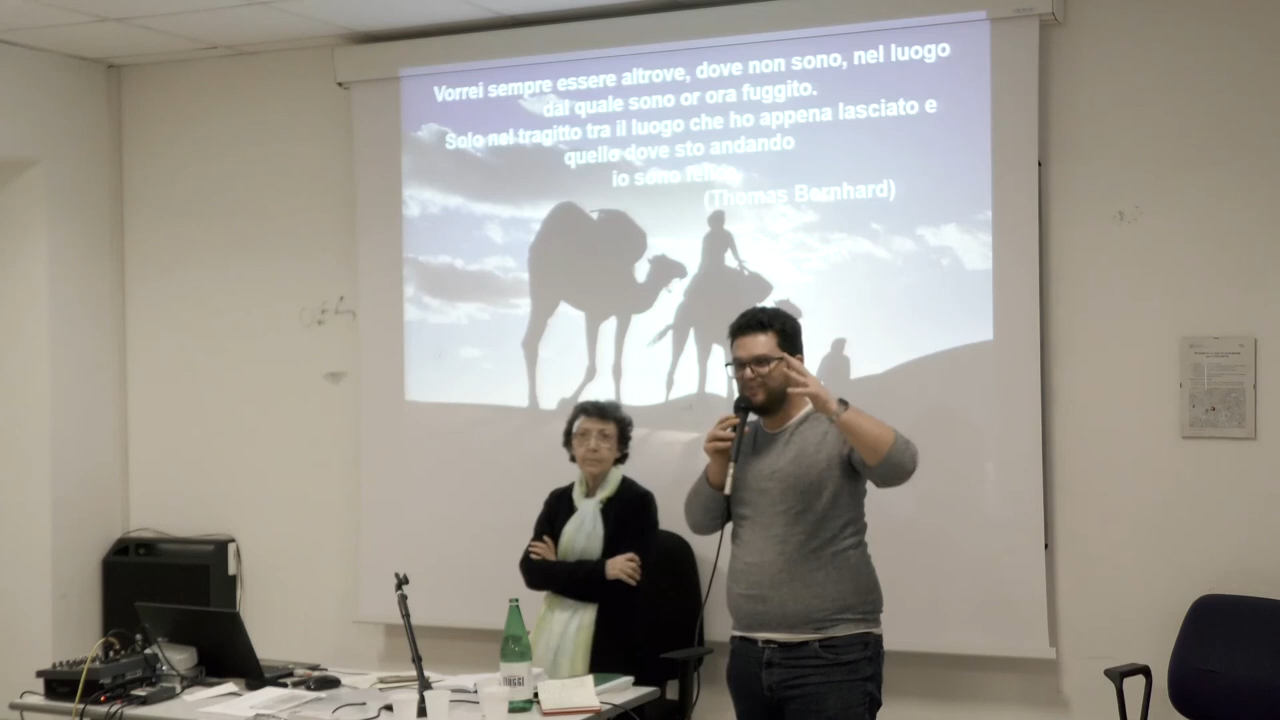 Vorrei sempre essere altrove, dove non sono, nel luogo
dal quale sono or ora fuggito.
Solo nel tragitto tra il luogo che ho appena lasciato e
quello dove sto andando
io sono felice
(Thomas Bernhard)